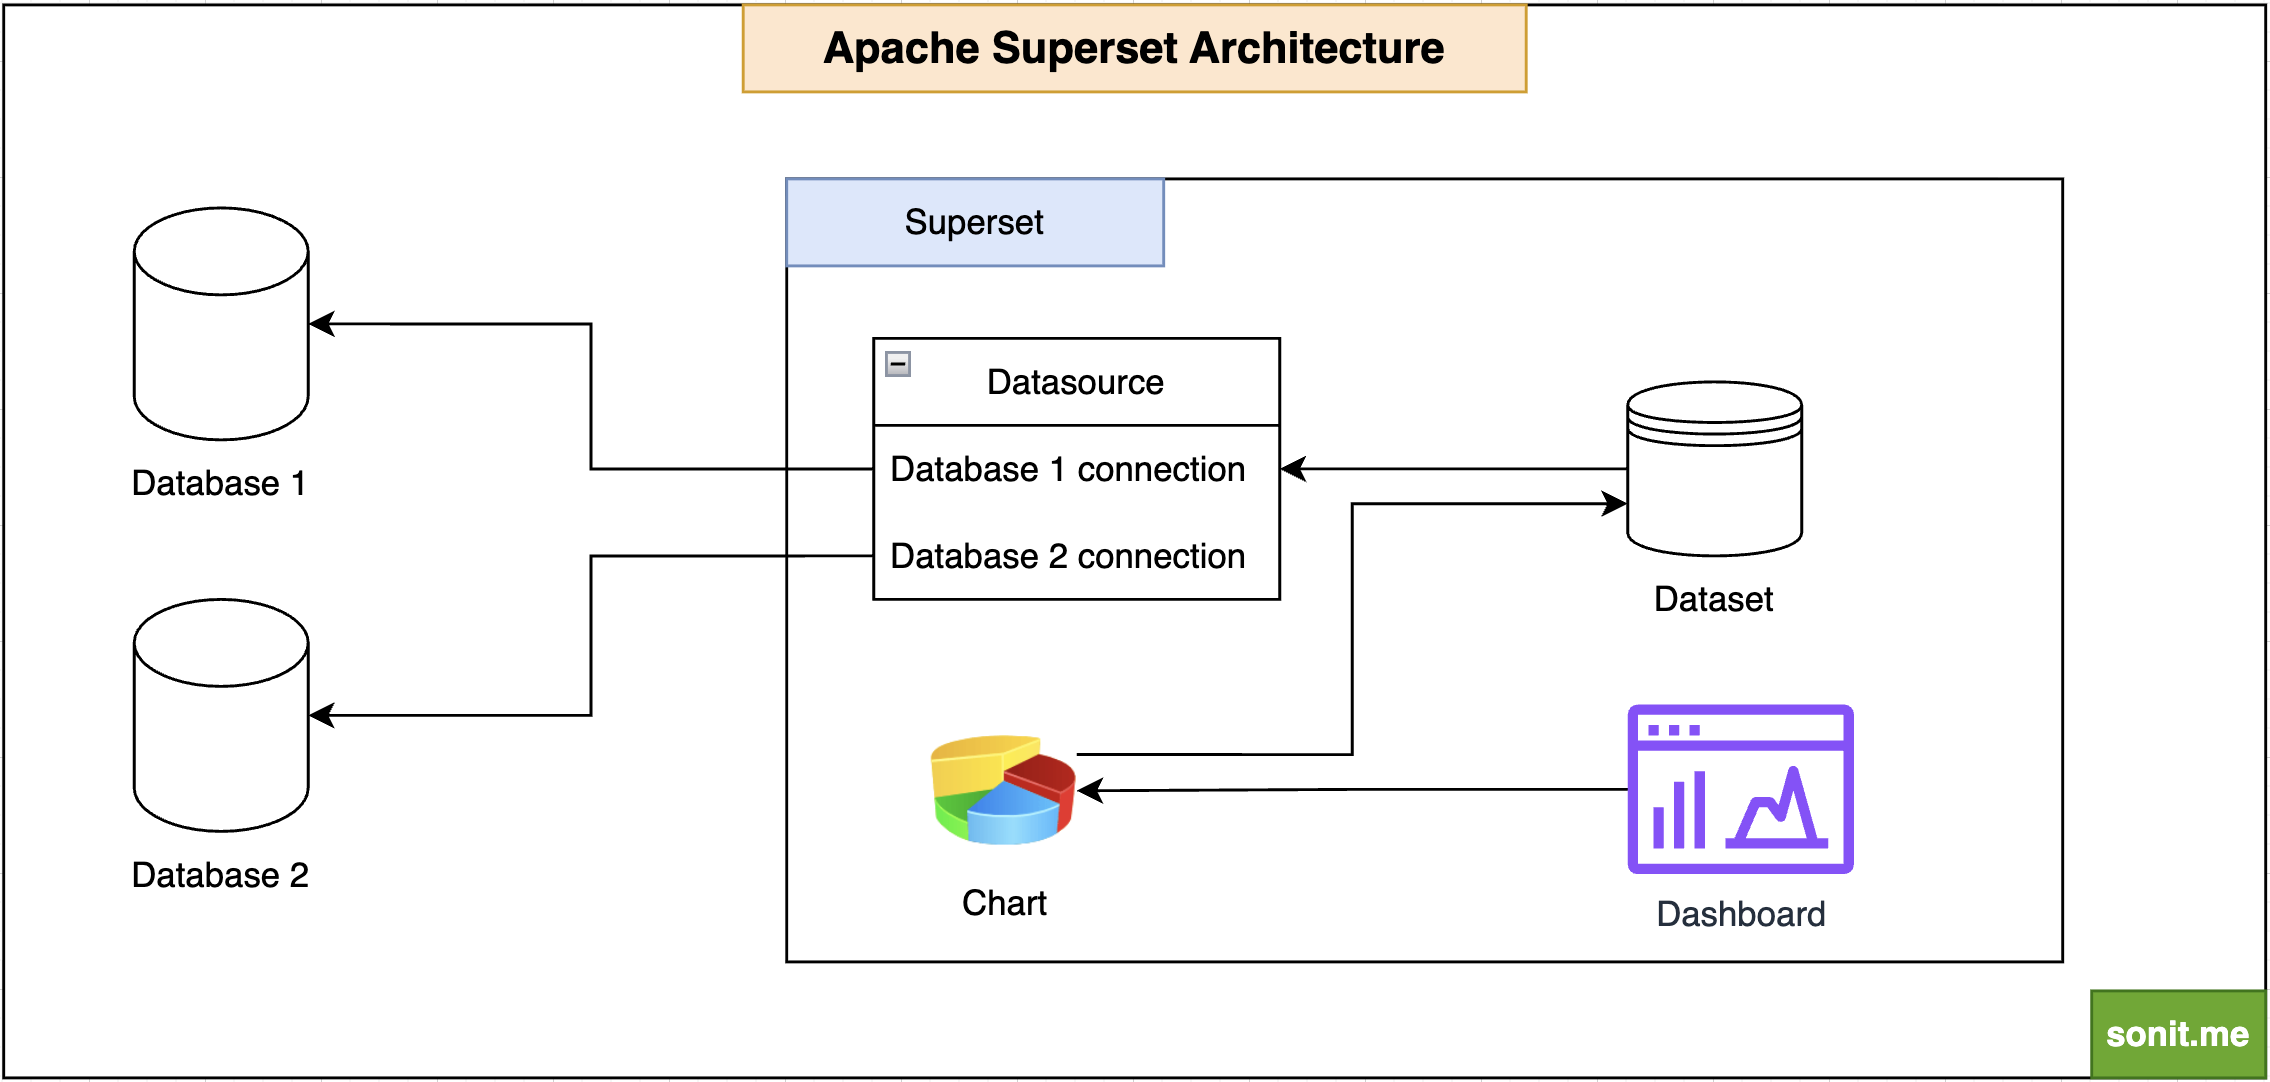 Apache Superset Architecture
Superset
Datasource
Database 1 connection
Database 2 connection
Database 1
Database 2
Dataset
Chart
Dashboard
sonit.me